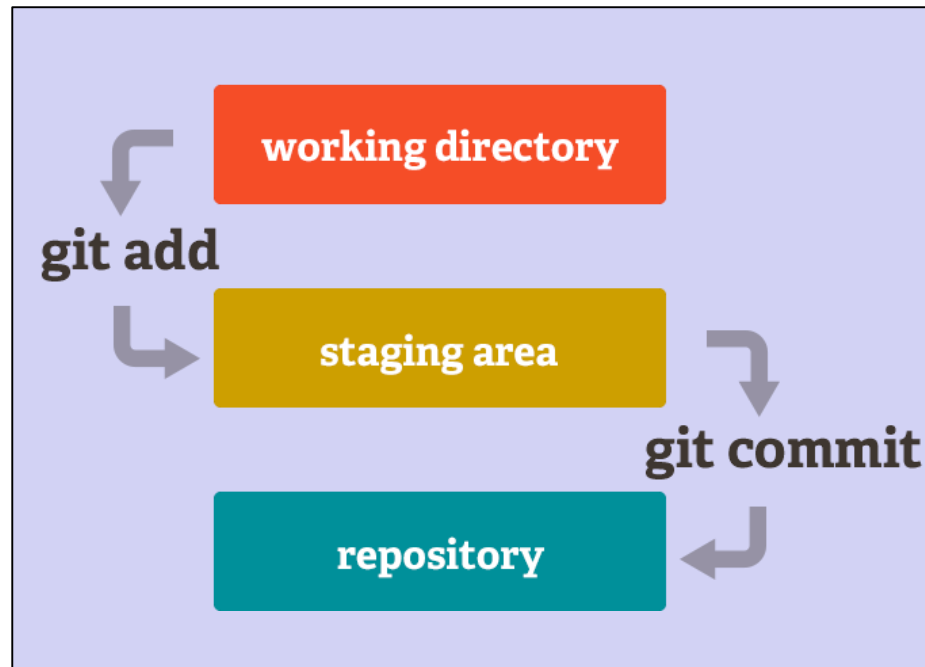 working directory
git add
staging area
git commit
repository